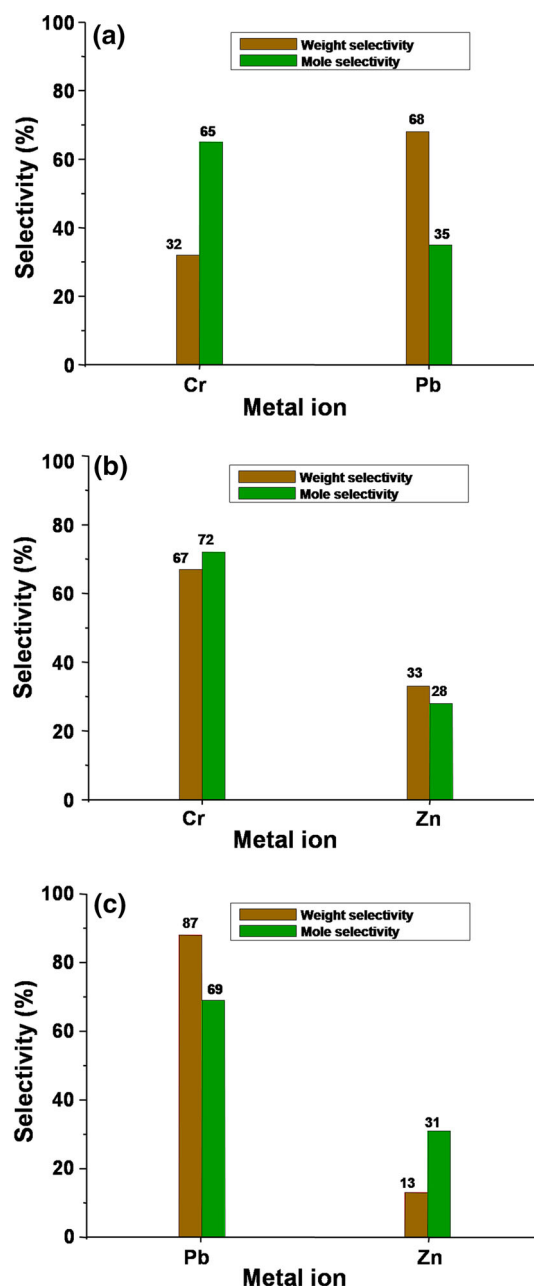 (a)
Weight selectivity
Mole selectivity
100
80
60
40
20
0
Selectivity (%)
32
65
68
35
Cr
Pb
Metal ion
(b)
Weight selectivity
Mole selectivity
100
80
60
40
20
0
Selectivity (%)
67
72
33
28
Cr
Zn
Metal ion
(c)
Weight selectivity
Mole selectivity
100
80
60
40
20
0
Selectivity (%)
87
69
13
31
Pb
Zn
Metal ion